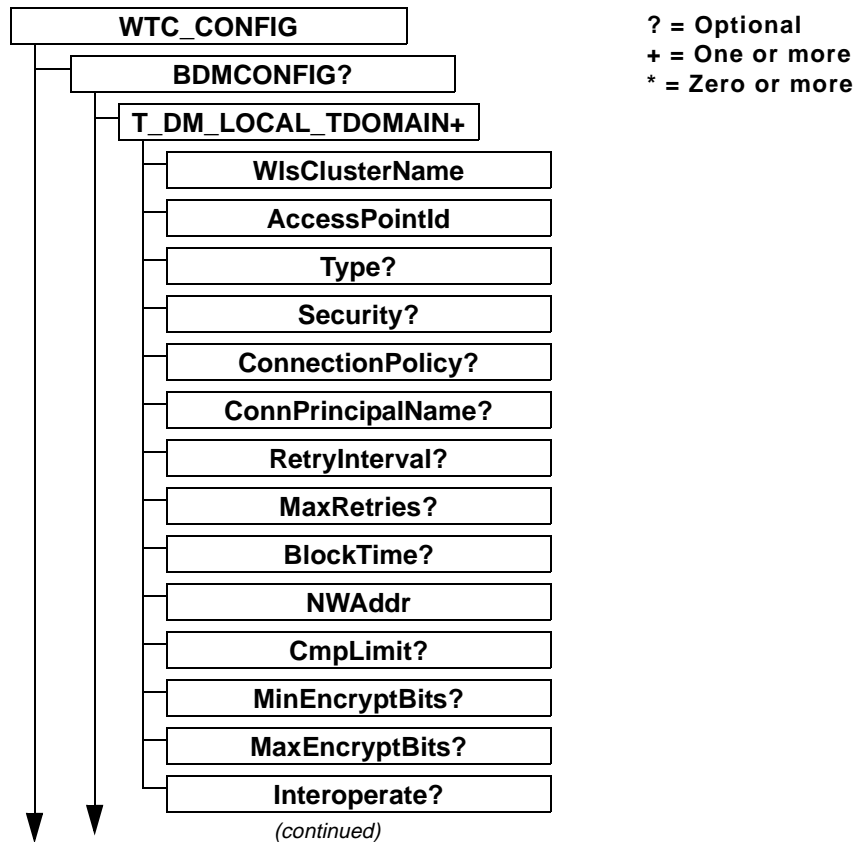 WTC_CONFIG
? = Optional
+ = One or more
* = Zero or more
BDMCONFIG?
T_DM_LOCAL_TDOMAIN+
WlsClusterName
AccessPointId
Type?
Security?
ConnectionPolicy?
ConnPrincipalName?
RetryInterval?
MaxRetries?
BlockTime?
NWAddr
CmpLimit?
MinEncryptBits?
MaxEncryptBits?
Interoperate?
(continued)